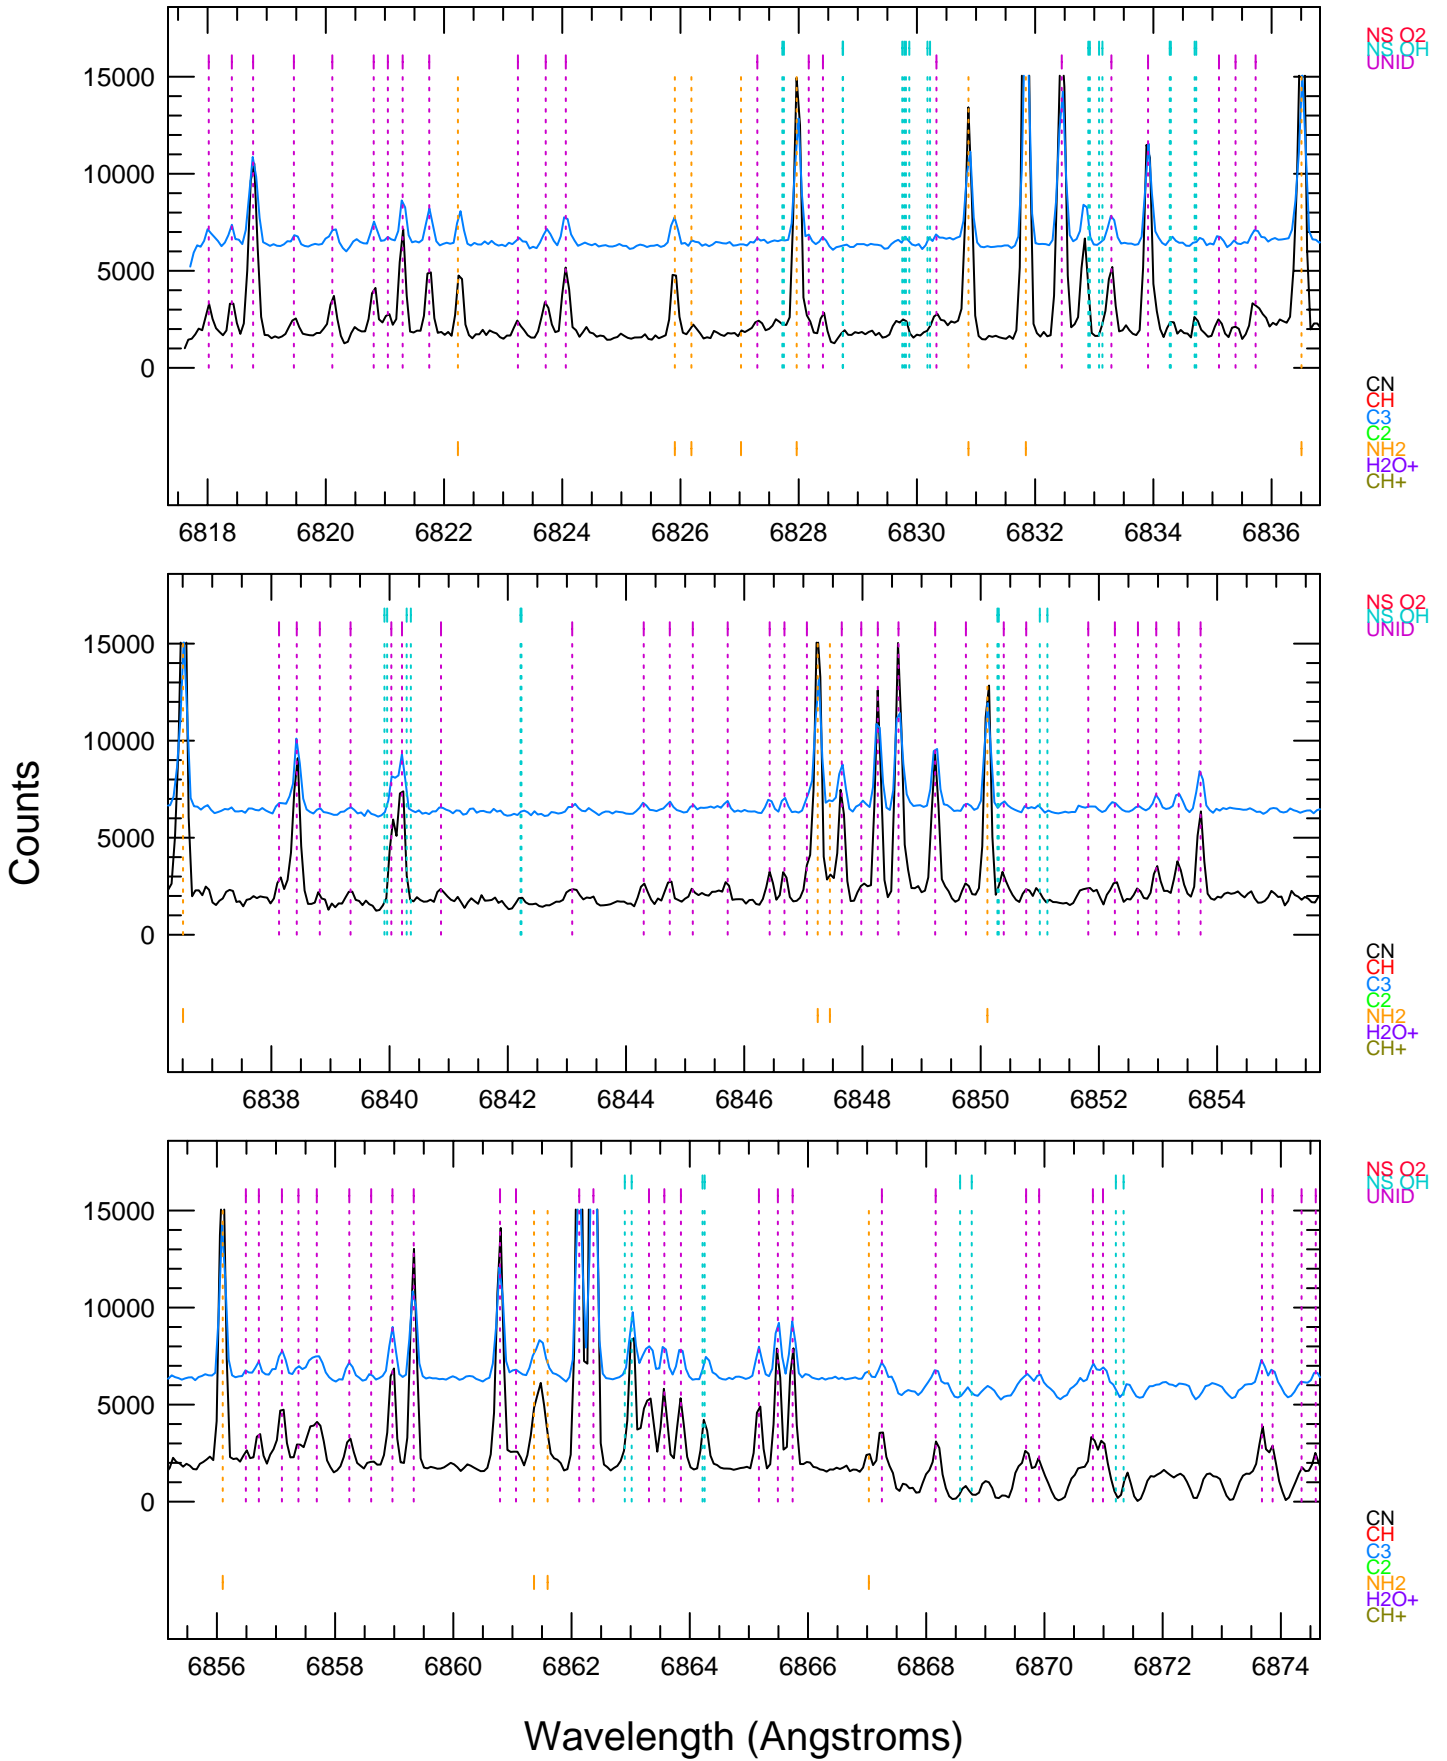 NS O2
NS OH
UNID
15000
10000
5000
0
CN
CH
C3
C2
NH2
H2O+
CH+
6818 6820 6822 6824 6826 6828 6830 6832 6834 6836
NS O2
NS OH
UNID
15000
10000
5000
0
CN
CH
C3
C2
NH2
H2O+
CH+
6838 6840 6842 6844 6846 6848 6850 6852 6854
Counts
NS O2
NS OH
UNID
15000
10000
5000
0
CN
CH
C3
C2
NH2
H2O+
CH+
6856 6858 6860 6862 6864 6866 6868 6870 6872 6874
Wavelength (Angstroms)